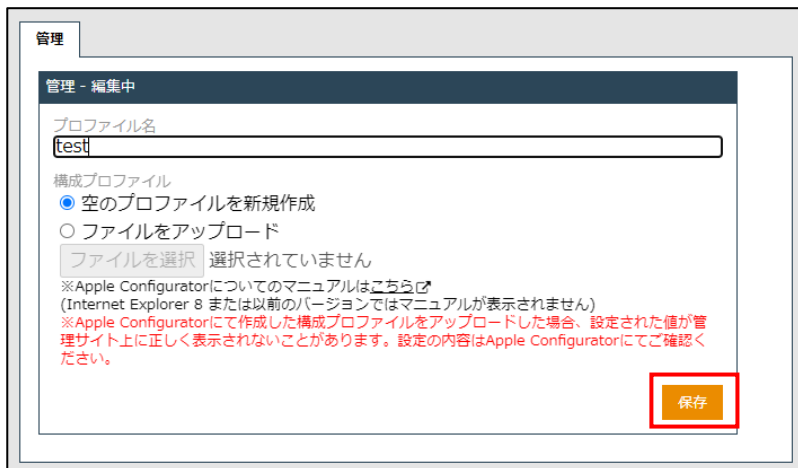 管理
管理 - 編集中
プロファイル名
test
構成プロファイル
空のプロファイルを新規作成
ファイルをアップロード
ファイルを選択 選択されていません
※Apple Configuratorについてのマニュアルはこちら
(Internet Explorer 8 または以前のバージョンではマニュアルが表示されません)
※Apple Configuratorにて作成した構成プロファイルをアップロードした場合、設定された値が管
理サイト上に正しく表示されないことがあります。設定の内容はApple Configuratorにてご確認く
ださい。
保存